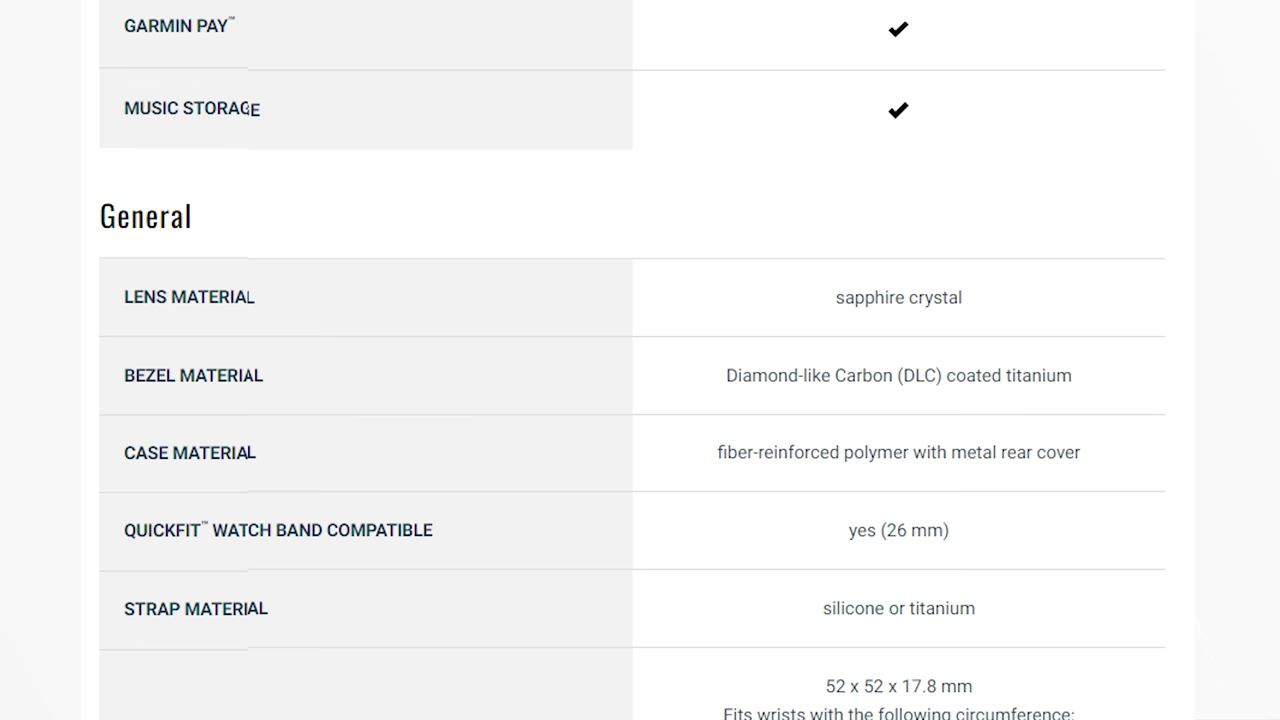 GARMIN PAY™
MUSIC STORAGE
General
LENS MATERIAL sapphire crystal
BEZEL MATERIAL Diamond-like Carbon (DLC) coated titanium
CASE MATERIAL fiber-reinforced polymer with metal rear cover
QUICKFIT™ WATCH BAND COMPATIBLE yes (26 mm)
STRAP MATERIAL silicone or titanium
52 x 52 x 17.8 mm
Fits wrists with the following circumference: